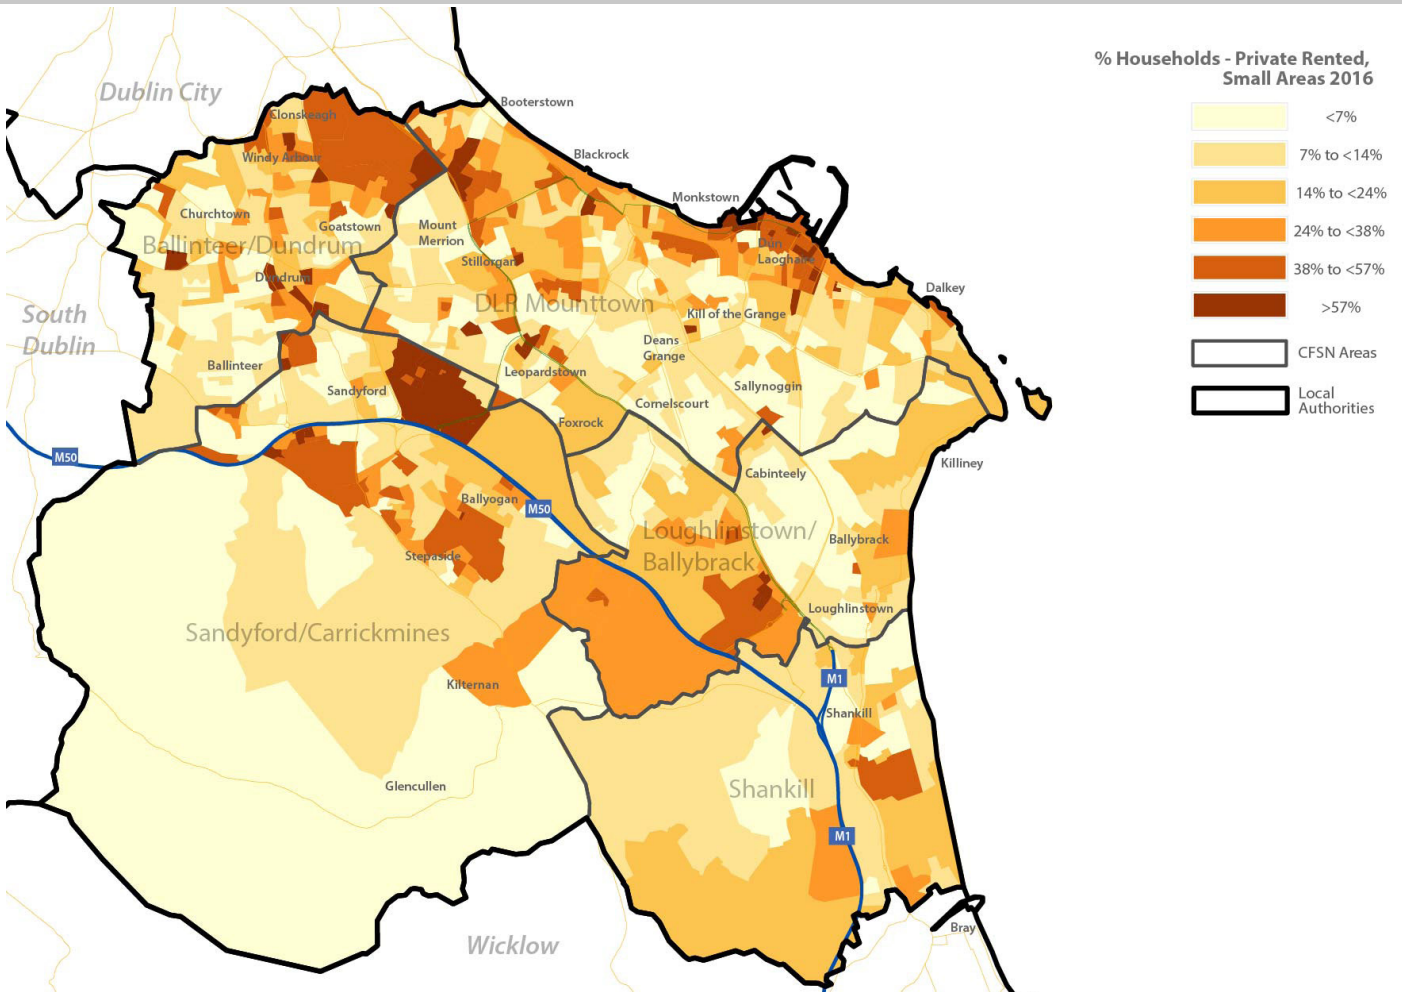 % Households - Private Rented,
Small Areas 2016
<7%
7% to <14%
14% to <24%
24% to <38%
38% to <57%
>57%
CFSN Areas
Local
Authorities
Dublin City
Booterstown
Clonskeagh
Windy Arbour
Blackrock
Monkstown
Churchtown
Goatstown
Mount
Merrion
Ballinteer/Dundrum
Dun
Laoghaire
Stillorgan
Dundrum
Dalkey
DLR Mounttown
Kill of the Grange
South
Dublin
Deans
Grange
Ballinteer
Leopardstown
Sandyford
Sallynoggin
Cornelscourt
Foxrock
M50
Killiney
Cabinteely
Ballyogan
M50
Loughlinstown/
Ballybrack
Ballybrack
Stepaside
Loughlinstown
Sandyford/Carrickmines
M1
Kilternan
Shankill
Glencullen
Shankill
M1
Bray
Wicklow